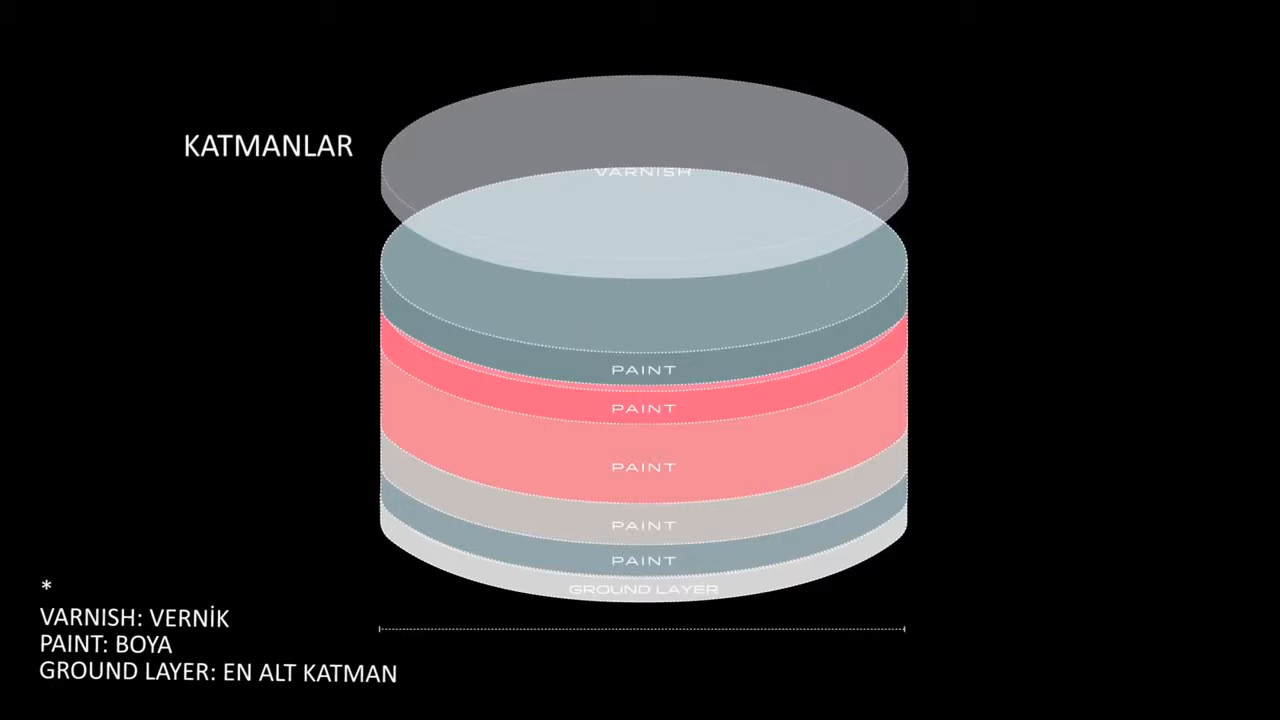 KATMANLAR
VARNISH
PAINT
PAINT
PAINT
PAINT
PAINT
GROUND LAYER
*
VARNISH: VERNİK
PAINT: BOYA
GROUND LAYER: EN ALT KATMAN